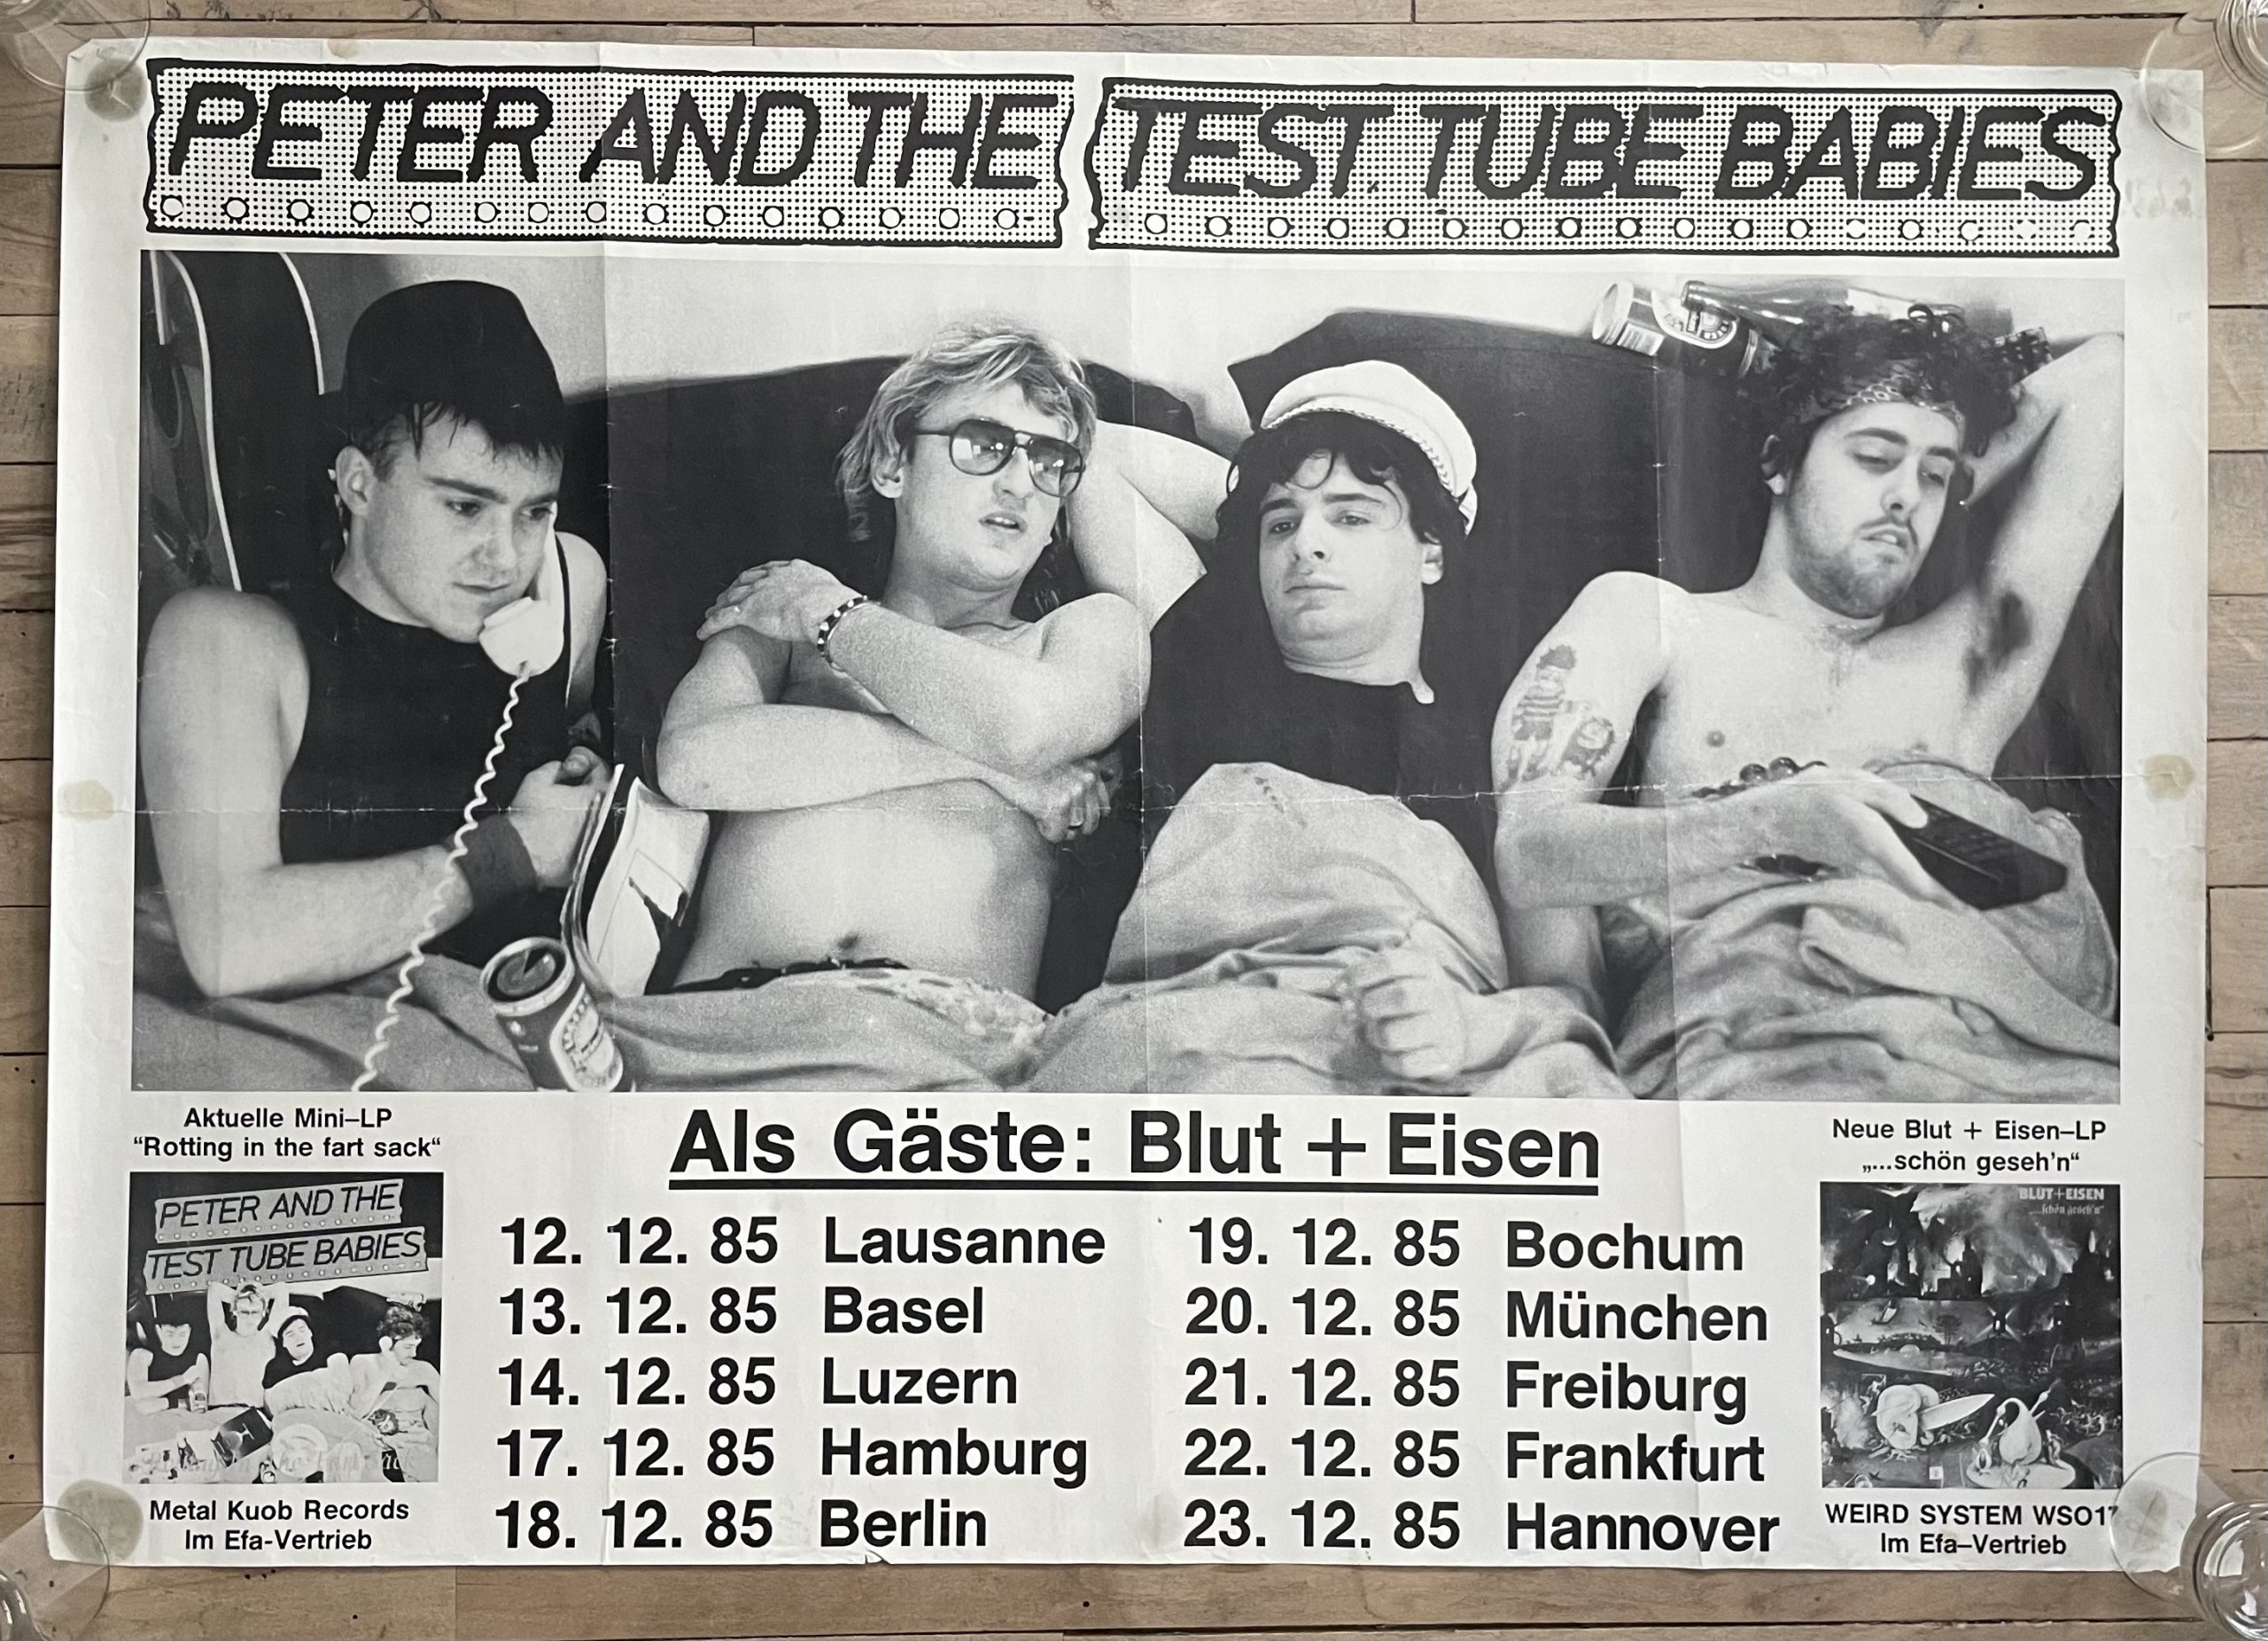 PETER AND THE TEST TUBE BABIES
Aktuelle Mini–LP
“Rotting in the fart sack“
PETER AND THE
TEST TUBE BABIES
Metal Kuob Records
Im Efa-Vertrieb
Als Gäste: Blut + Eisen
12. 12. 85 Lausanne
13. 12. 85 Basel
14. 12. 85 Luzern
17. 12. 85 Hamburg
18. 12. 85 Berlin
19. 12. 85 Bochum
20. 12. 85 München
21. 12. 85 Freiburg
22. 12. 85 Frankfurt
23. 12. 85 Hannover
Neue Blut + Eisen–LP
„...schön geseh’n“
BLUT+EISEN
...schön geseh’n“
WEIRD SYSTEM WSO17
Im Efa–Vertrieb